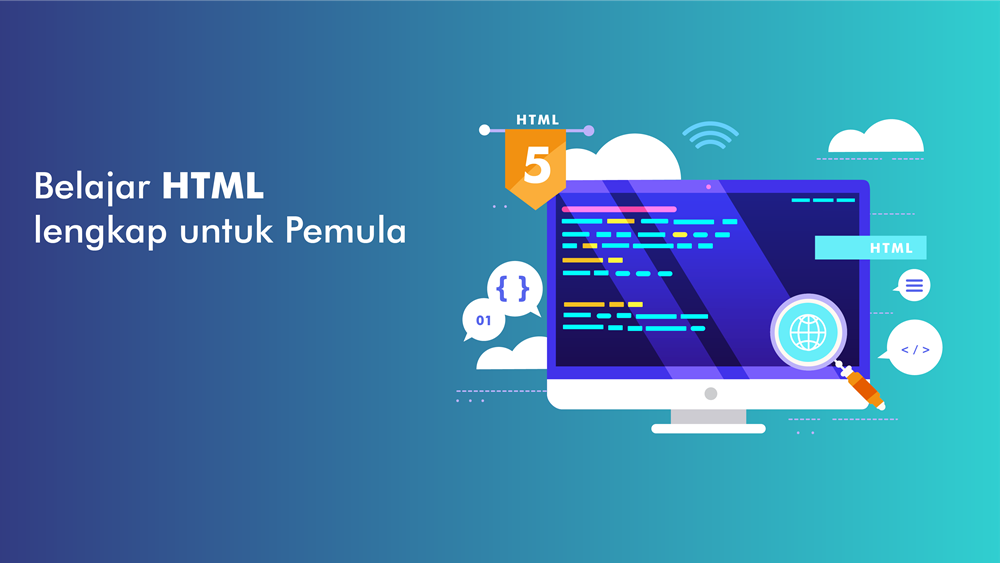 Belajar HTML
lengkap untuk Pemula
HTML
5
HTML
{ }
01
< / >